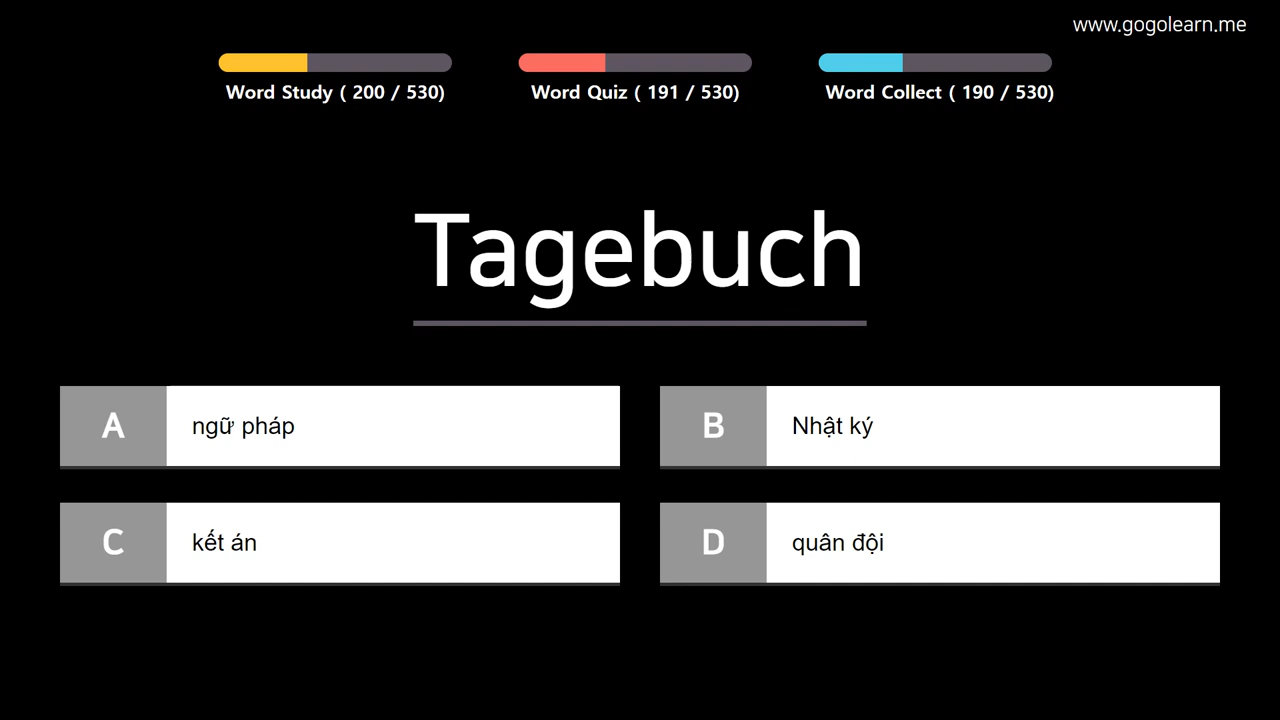 www.gogolearn.me
Word Study ( 200 / 530)
Word Quiz ( 191 / 530)
Word Collect ( 190 / 530)
Tagebuch
A ngữ pháp
B Nhật ký
C kết án
D quân đội